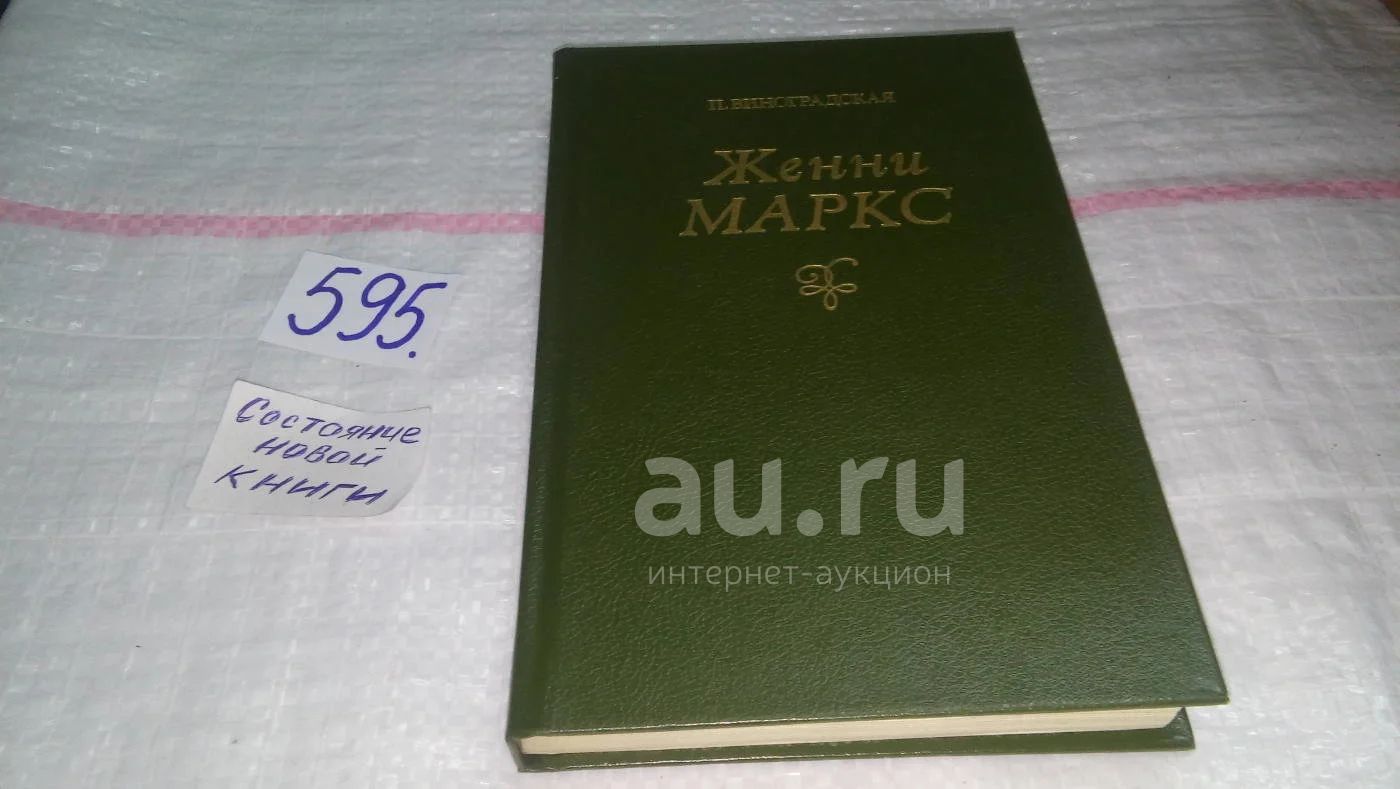 П. ВИНОГРАДСКАЯ
Женни
МАРКС
595.
Состояние
новой
книги
au.ru
интернет-аукцион